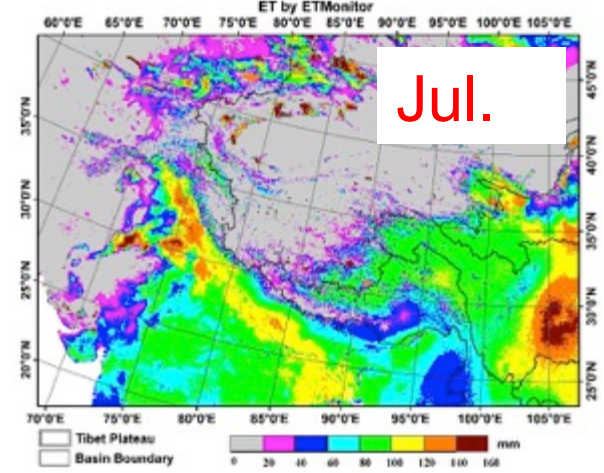 ET by ETMonitor
60°0'E 65°0'E 70°0'E 75°0'E 80°0'E 85°0'E 90°0'E 95°0'E 100°0'E 105°0'E
Jul.
45°0'N
35°0'N
40°0'N
30°0'N
35°0'N
25°0'N
30°0'N
20°0'N
25°0'N
70°0'E 75°0'E 80°0'E 85°0'E 90°0'E 95°0'E 100°0'E 105°0'E
Tibet Plateau
Basin Boundary
mm
0 20 40 60 80 100 120 140 160